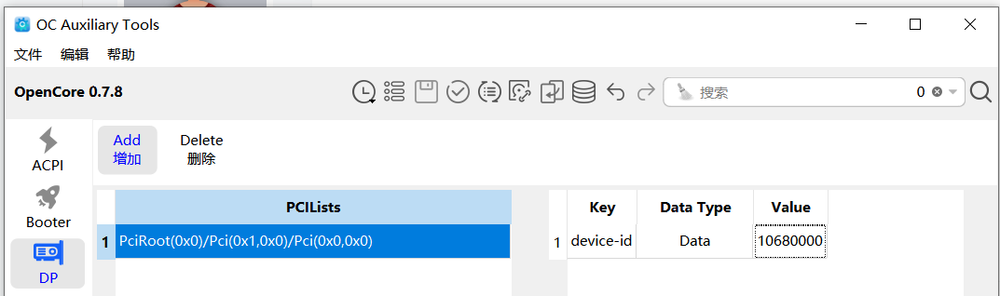 OC Auxiliary Tools
文件 编辑 帮助
OpenCore 0.7.8
搜索 0
ACPI
Booter
DP
Add
增加
Delete
删除
PCILists
1 PciRoot(0x0)/Pci(0x1,0x0)/Pci(0x0,0x0)
Key Data Type Value
1 device-id Data 10680000